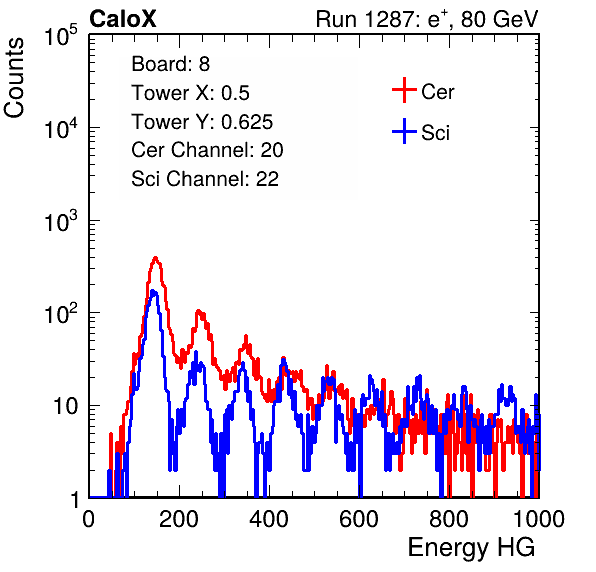 CaloX Run 1287: e⁺, 80 GeV
Counts
10⁵
10⁴
10³
10²
10
1
Board: 8
Tower X: 0.5
Tower Y: 0.625
Cer Channel: 20
Sci Channel: 22
Cer
Sci
0 200 400 600 800 1000
Energy HG